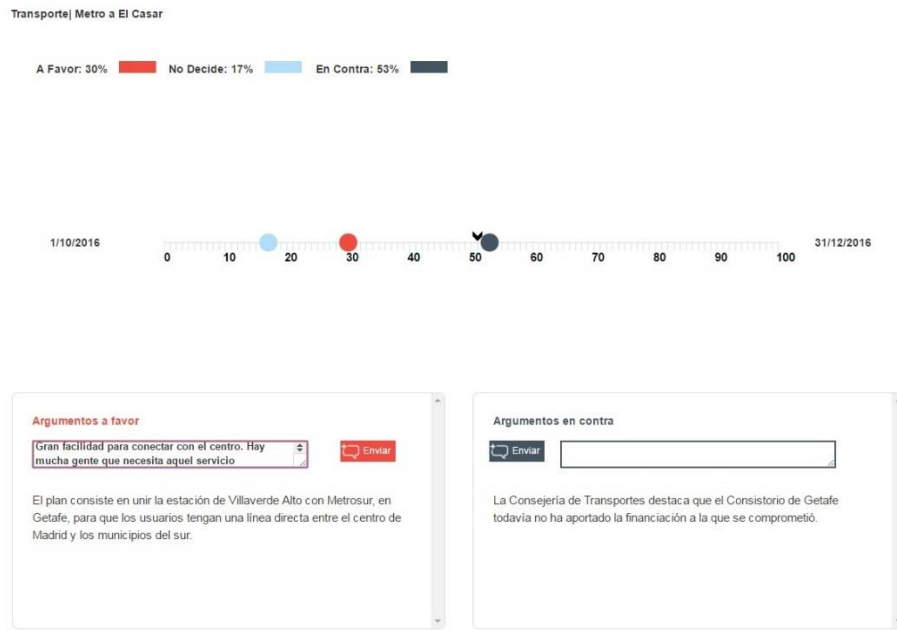 Transporte| Metro a El Casar
A Favor: 30% No Decide: 17% En Contra: 53%
1/10/2016 31/12/2016
0 10 20 30 40 50 60 70 80 90 100
Argumentos a favor
Gran facilidad para conectar con el centro. Hay
mucha gente que necesita aquel servicio
Enviar
El plan consiste en unir la estación de Villaverde Alto con Metrosur, en
Getafe, para que los usuarios tengan una línea directa entre el centro de
Madrid y los municipios del sur.
Argumentos en contra
Enviar
La Consejería de Transportes destaca que el Consistorio de Getafe
todavía no ha aportado la financiación a la que se comprometió.